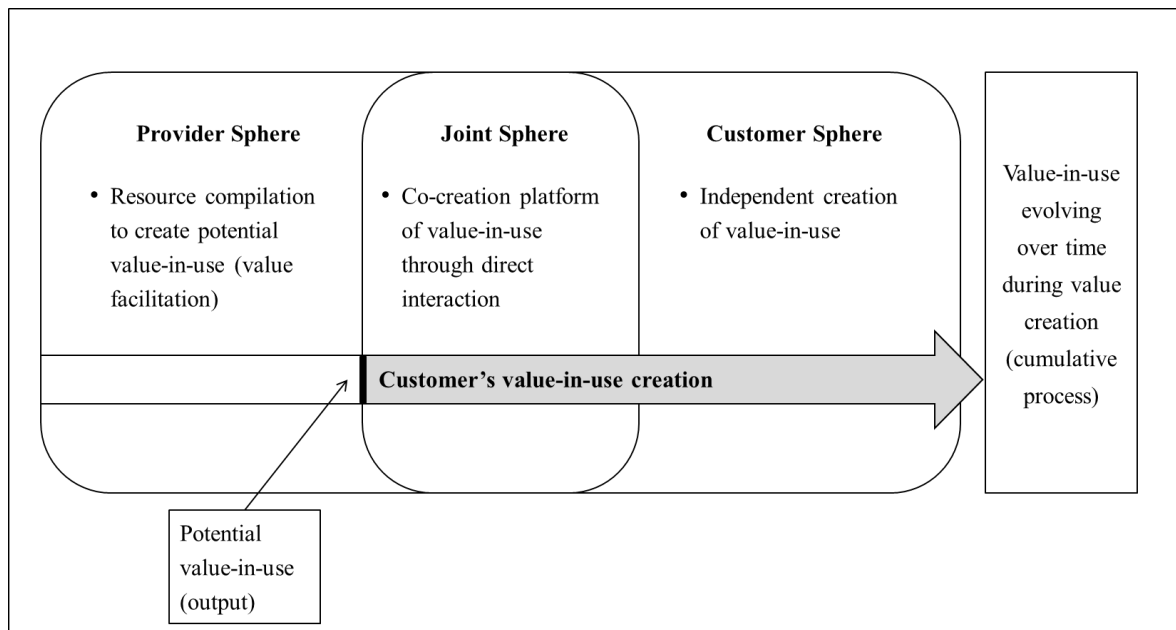 Provider Sphere
• Resource compilation
to create potential
value-in-use (value
facilitation)
Joint Sphere
• Co-creation platform
of value-in-use
through direct
interaction
Customer Sphere
• Independent creation
of value-in-use
Value-in-use
evolving
over time
during value
creation
(cumulative
process)
Customer’s value-in-use creation
Potential
value-in-use
(output)